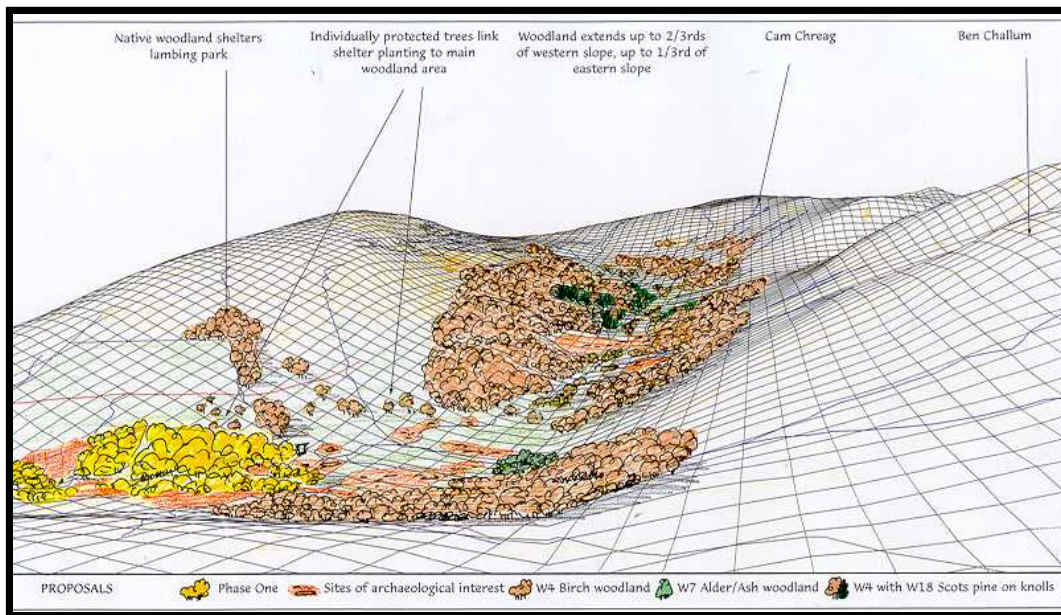 Native woodland shelters
lambing park
Individually protected trees link
shelter planting to main
woodland area
Woodland extends up to 2/3rds
of western slope, up to 1/3rd of
eastern slope
Cam Chreag
Ben Challum
PROPOSALS
Phase One
Sites of archaeological interest
W4 Birch woodland
W7 Alder/Ash woodland
W4 with W18 Scots pine on knolls